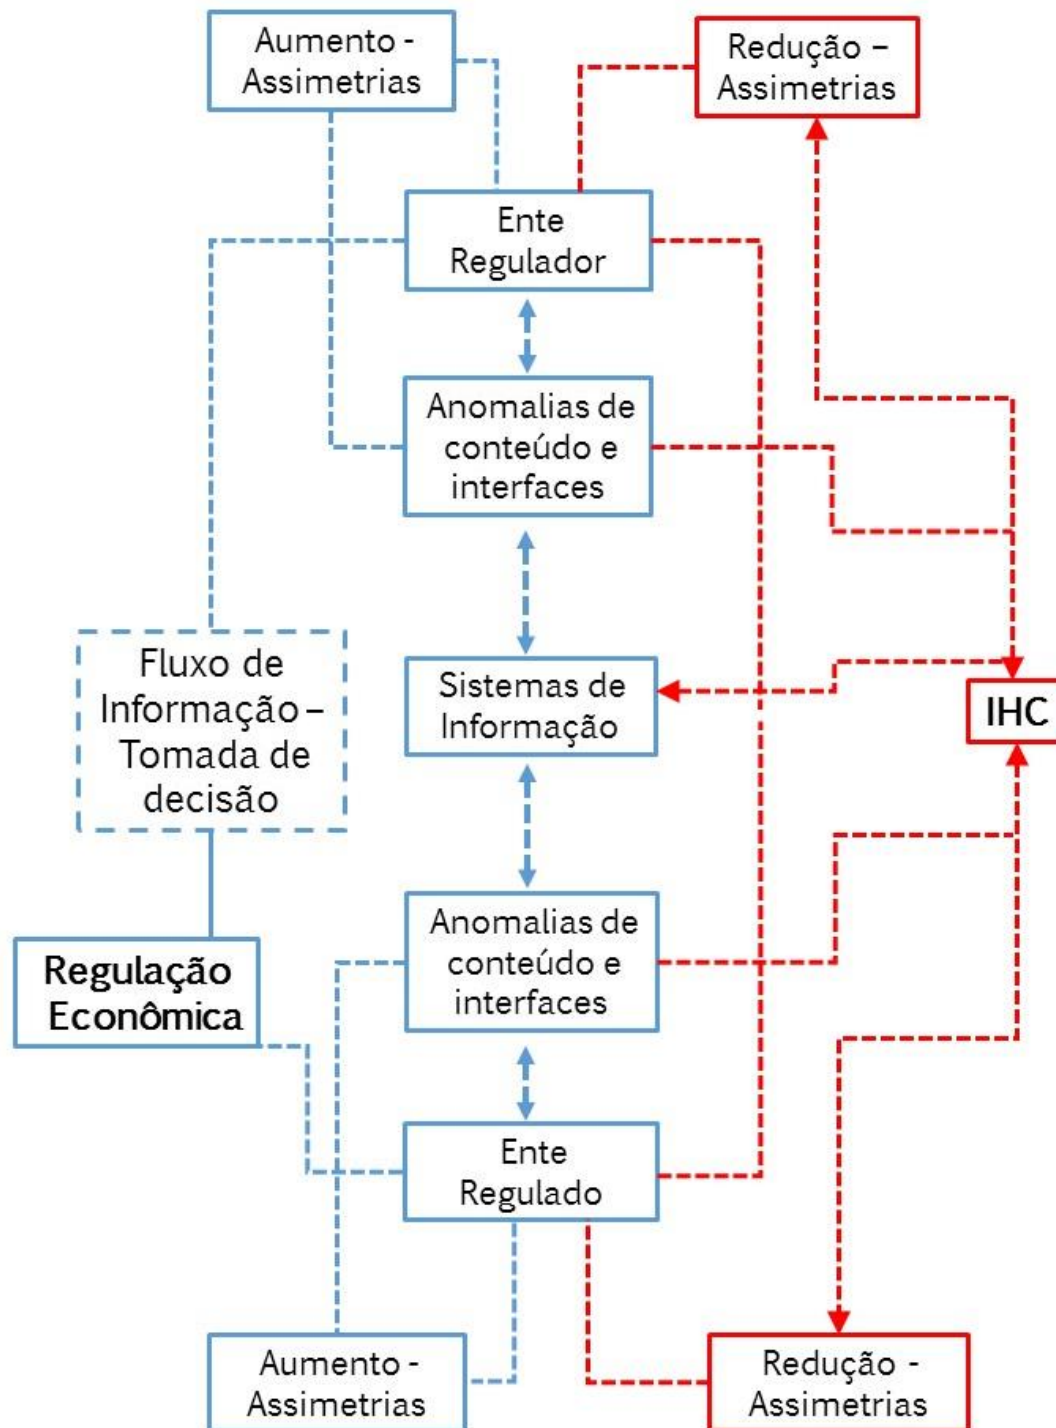 Aumento -
Assimetrias
Redução –
Assimetrias
Ente
Regulador
Anomalias de
conteúdo e
interfaces
Fluxo de
Informação –
Tomada de
decisão
Sistemas de
Informação
IHC
Anomalias de
conteúdo e
interfaces
Regulação
Econômica
Ente
Regulado
Aumento -
Assimetrias
Redução -
Assimetrias